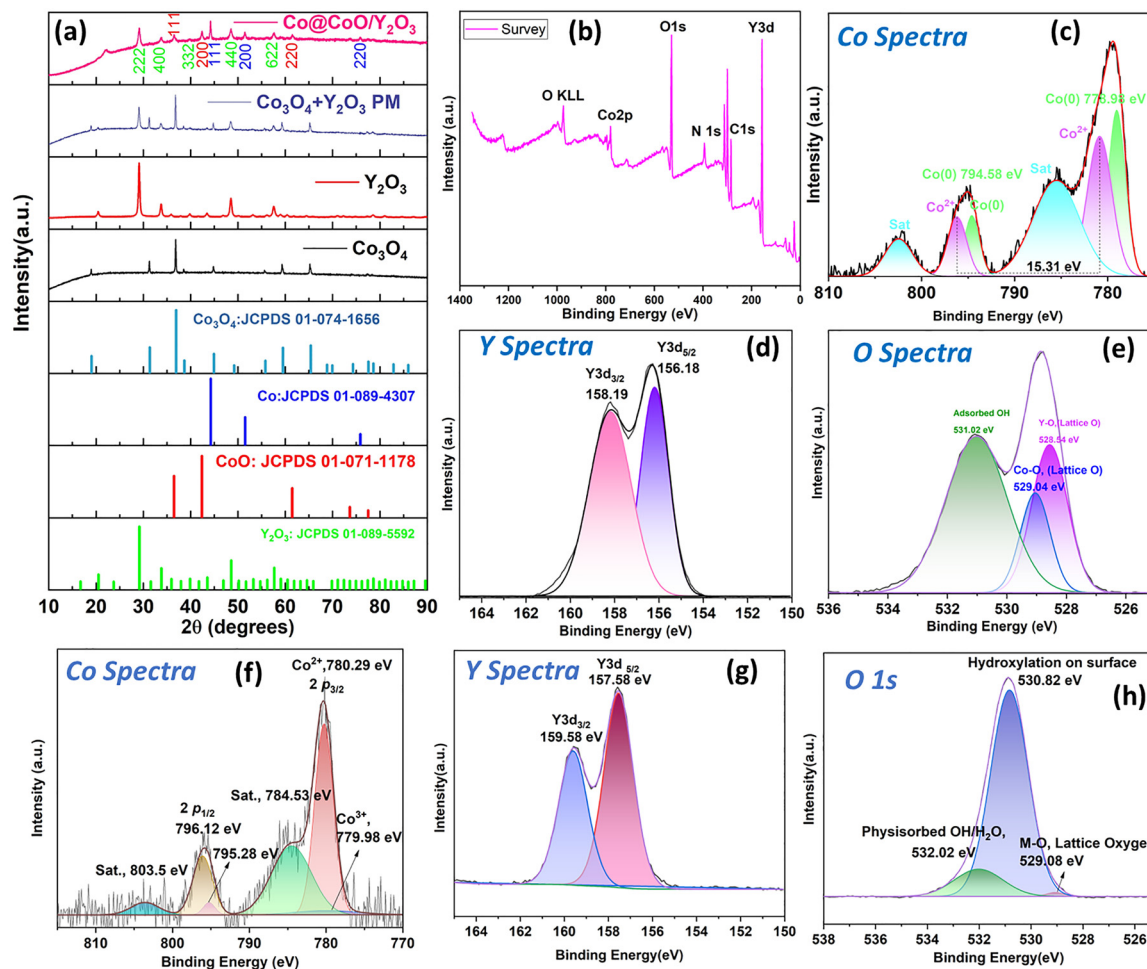 (a)
Co@CoO/Y₂O₃
111
222
400
332
200
111
440
200
622
220
220
Co₃O₄+Y₂O₃ PM
Y₂O₃
Co₃O₄
Co₃O₄:JCPDS 01-074-1656
Co:JCPDS 01-089-4307
CoO: JCPDS 01-071-1178
Y₂O₃: JCPDS 01-089-5592
Intensity(a.u.)
10 20 30 40 50 60 70 80 90
2θ (degrees)
Survey
(b)
O1s
Y3d
O KLL
Co2p
N 1s
C1s
Intensity (a.u.)
1400 1200 1000 800 600 400 200 0
Binding Energy (eV)
Co Spectra
(c)
Co(0) 778.98 eV
Co²⁺
Sat
Co(0) 794.58 eV
Co²⁺
Co(0)
Sat
15.31 eV
Intensity (a.u.)
810 800 790 780
Binding Energy (eV)
Y Spectra
(d)
Y3d₅/₂
156.18
Y3d₃/₂
158.19
Intensity (a.u.)
165 162 160 158 156 154 152 150
Binding Energy (eV)
O Spectra
(e)
Adsorbed OH
531.02 eV
Y-O, (Lattice O)
528.54 eV
Co-O, (Lattice O)
529.04 eV
Intensity (a.u.)
536 534 532 530 528 526
Binding Energy (eV)
Co Spectra
(f)
Co²⁺,780.29 eV
2 p₃/₂
Sat., 784.53 eV
2 p₁/₂
796.12 eV
795.28 eV
Co³⁺,
779.98 eV
Sat., 803.5 eV
Intensity(a.u.)
810 800 790 780 770
Binding Energy (eV)
Y Spectra
(g)
Y3d ₅/₂
157.58 eV
Y3d₃/₂
159.58 eV
Intensity(a.u.)
164 162 160 158 156 154 152 150
Binding Energy (eV)
O 1s
(h)
Hydroxylation on surface
530.82 eV
Physisorbed OH/H₂O,
532.02 eV
M-O, Lattice Oxyge
529.08 eV
Intensity(a.u.)
538 536 534 532 530 528 526
Binding Energy (eV)